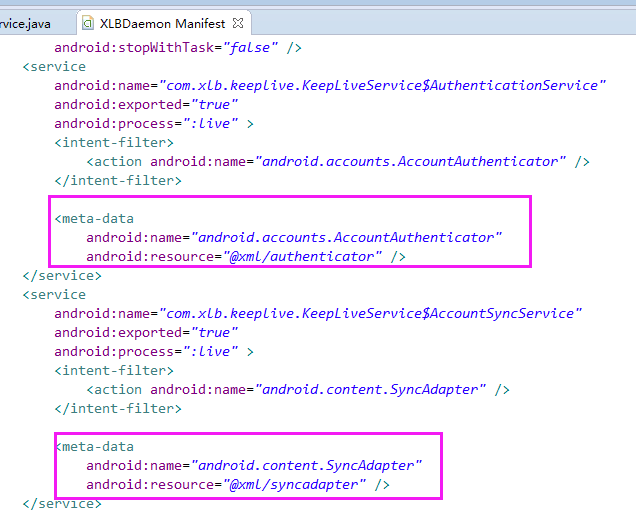 rvice.java
XLBDaemon Manifest
android:stopWithTask="false" />
<service
android:name="com.xlb.keeplive.KeepLiveService$AuthenticationService"
android:exported="true"
android:process=":live" >
<intent-filter>
<action android:name="android.accounts.AccountAuthenticator" />
</intent-filter>
<meta-data
android:name="android.accounts.AccountAuthenticator"
android:resource="@xml/authenticator" />
</service>
<service
android:name="com.xlb.keeplive.KeepLiveService$AccountSyncService"
android:exported="true"
android:process=":live" >
<intent-filter>
<action android:name="android.content.SyncAdapter" />
</intent-filter>
<meta-data
android:name="android.content.SyncAdapter"
android:resource="@xml/syncadapter" />
</service>